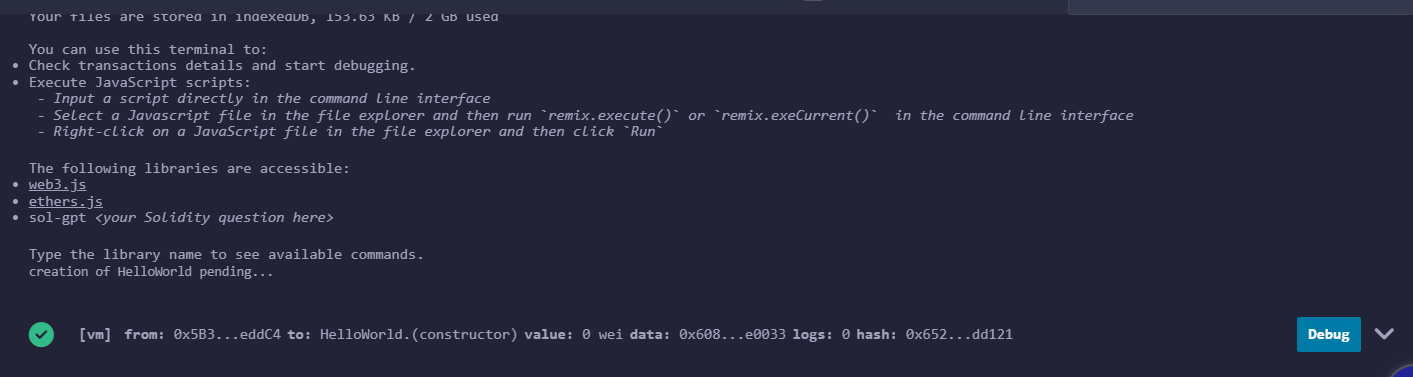 Your files are stored in indexedDB, 153.63 KB / 2 GB used
You can use this terminal to:
• Check transactions details and start debugging.
• Execute JavaScript scripts:
- Input a script directly in the command line interface
- Select a Javascript file in the file explorer and then run `remix.execute()` or `remix.exeCurrent()` in the command line interface
- Right-click on a JavaScript file in the file explorer and then click `Run`
The following libraries are accessible:
• web3.js
• ethers.js
• sol-gpt <your Solidity question here>
Type the library name to see available commands.
creation of HelloWorld pending...
[vm] from: 0x5B3...eddC4 to: HelloWorld.(constructor) value: 0 wei data: 0x608...e0033 logs: 0 hash: 0x652...dd121 Debug